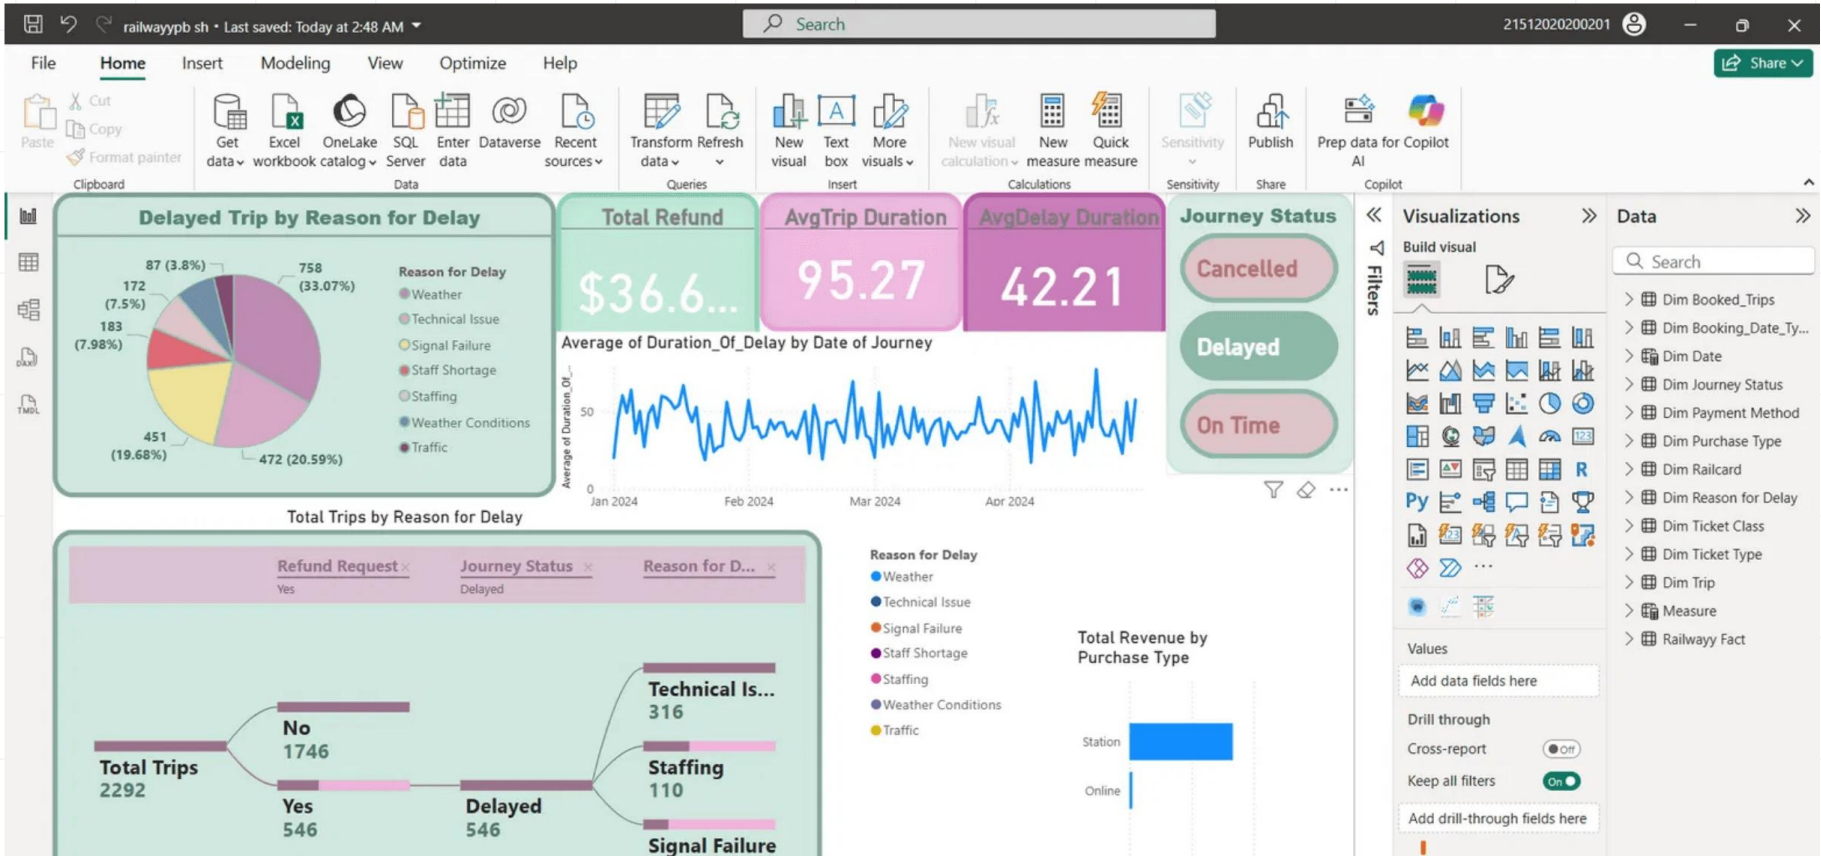 railwayypb sh • Last saved: Today at 2:48 AM
Search
21512020200201
File
Home
Insert
Modeling
View
Optimize
Help
Share
Paste
Cut
Copy
Format painter
Clipboard
Get data
Excel workbook
OneLake catalog
SQL Server
Enter data
Dataverse
Recent sources
Data
Transform data
Refresh
Queries
New visual
Text box
More visuals
Insert
New visual calculation
New measure
Quick measure
Calculations
Sensitivity
Sensitivity
Publish
Share
Prep data for AI
Copilot
Copilot
Delayed Trip by Reason for Delay
87 (3.8%)
758
(33.07%)
172
(7.5%)
183
(7.98%)
451
(19.68%)
472 (20.59%)
Reason for Delay
Weather
Technical Issue
Signal Failure
Staff Shortage
Staffing
Weather Conditions
Traffic
Total Refund
$36.6...
AvgTrip Duration
95.27
AvgDelay Duration
42.21
Journey Status
Cancelled
Delayed
On Time
Average of Duration_Of_Delay by Date of Journey
Average of Duration_Of_...
50
0
Jan 2024
Feb 2024
Mar 2024
Apr 2024
Total Trips by Reason for Delay
Refund Request
Yes
Journey Status
Delayed
Reason for D...
Total Trips
2292
No
1746
Yes
546
Delayed
546
Technical Is...
316
Staffing
110
Signal Failure
Reason for Delay
Weather
Technical Issue
Signal Failure
Staff Shortage
Staffing
Weather Conditions
Traffic
Total Revenue by
Purchase Type
Station
Online
Filters
Visualizations
Build visual
123
R
Py
Values
Add data fields here
Drill through
Cross-report
Off
Keep all filters
On
Add drill-through fields here
Data
Search
Dim Booked_Trips
Dim Booking_Date_Ty...
Dim Date
Dim Journey Status
Dim Payment Method
Dim Purchase Type
Dim Railcard
Dim Reason for Delay
Dim Ticket Class
Dim Ticket Type
Dim Trip
Measure
Railwayy Fact
DAX
TMDL